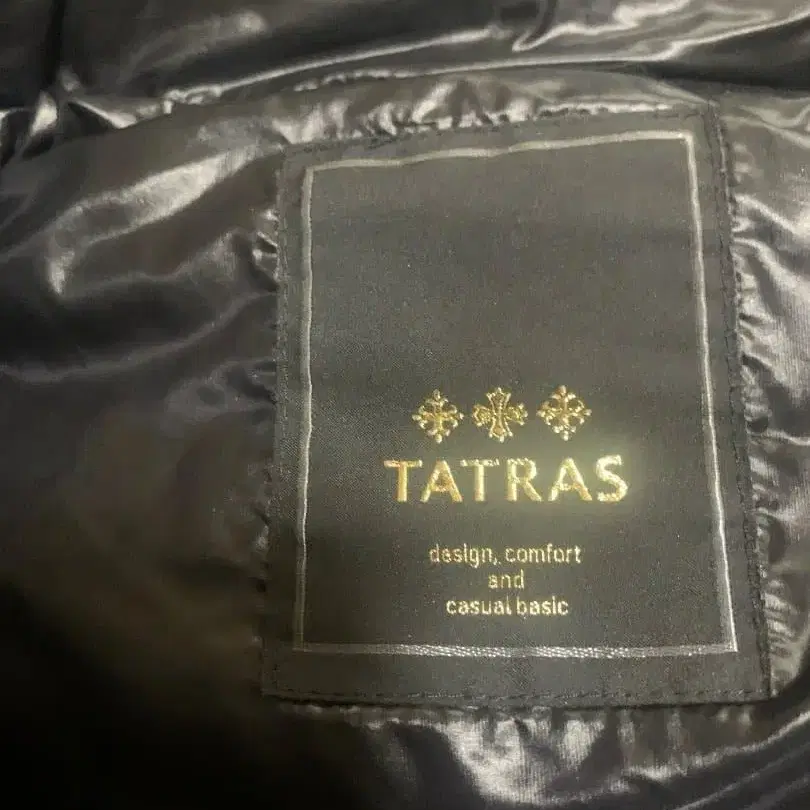 TATRAS
design, comfort
and
casual basic